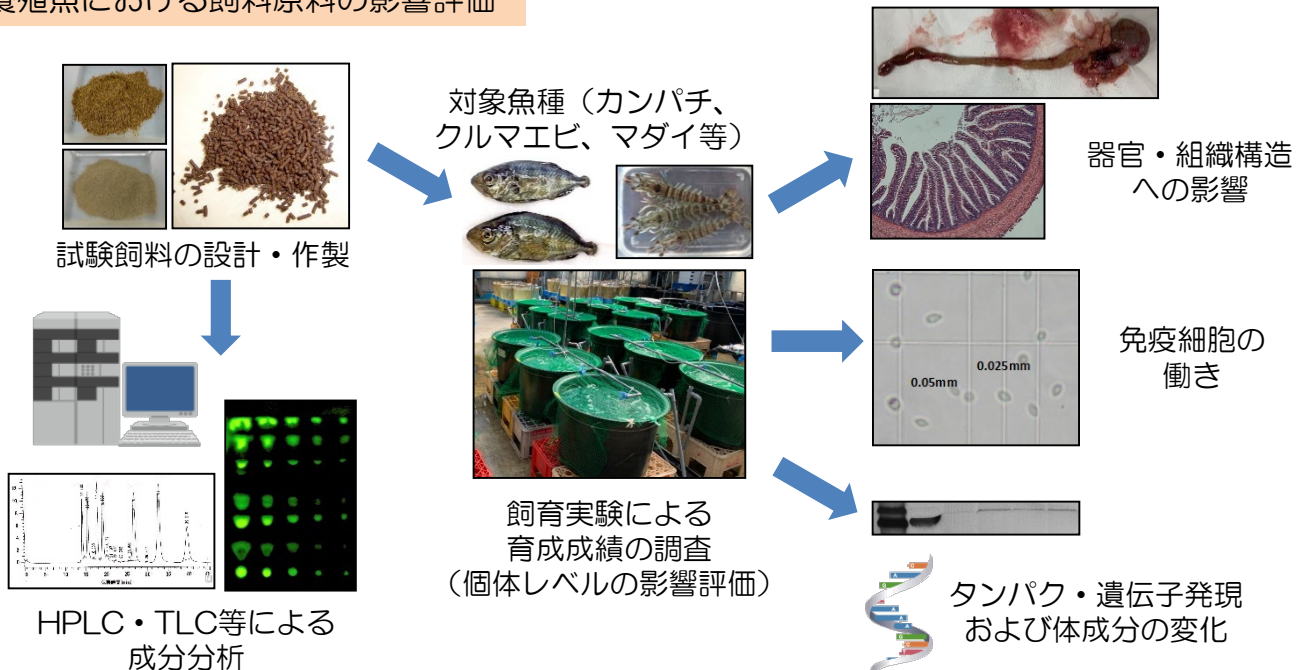 養殖魚における飼料原料の影響評価
対象魚種（カンパチ、
クルマエビ、マダイ等）
試験飼料の設計・作製
器官・組織構造
への影響
0.05mm
0.025mm
免疫細胞の
働き
飼育実験による
育成成績の調査
（個体レベルの影響評価）
HPLC・TLC等による
成分分析
タンパク・遺伝子発現
および体成分の変化